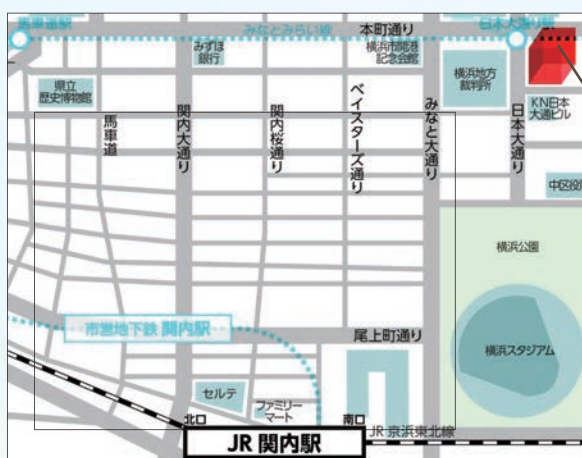 馬車道駅
みなとみらい線
本町通り
日本大通り駅
みずほ
銀行
横浜市開港
記念会館
横浜地方
裁判所
県立
歴史博物館
KN日本
大通ビル
馬車道
関内大通り
関内桜通り
ベイスターズ通り
みなと大通り
日本大通り
中区役所
横浜公園
市営地下鉄 関内駅
尾上町通り
横浜スタジアム
セルテ
ファミリー
マート
北口
南口
JR 関内駅
JR 京浜東北線